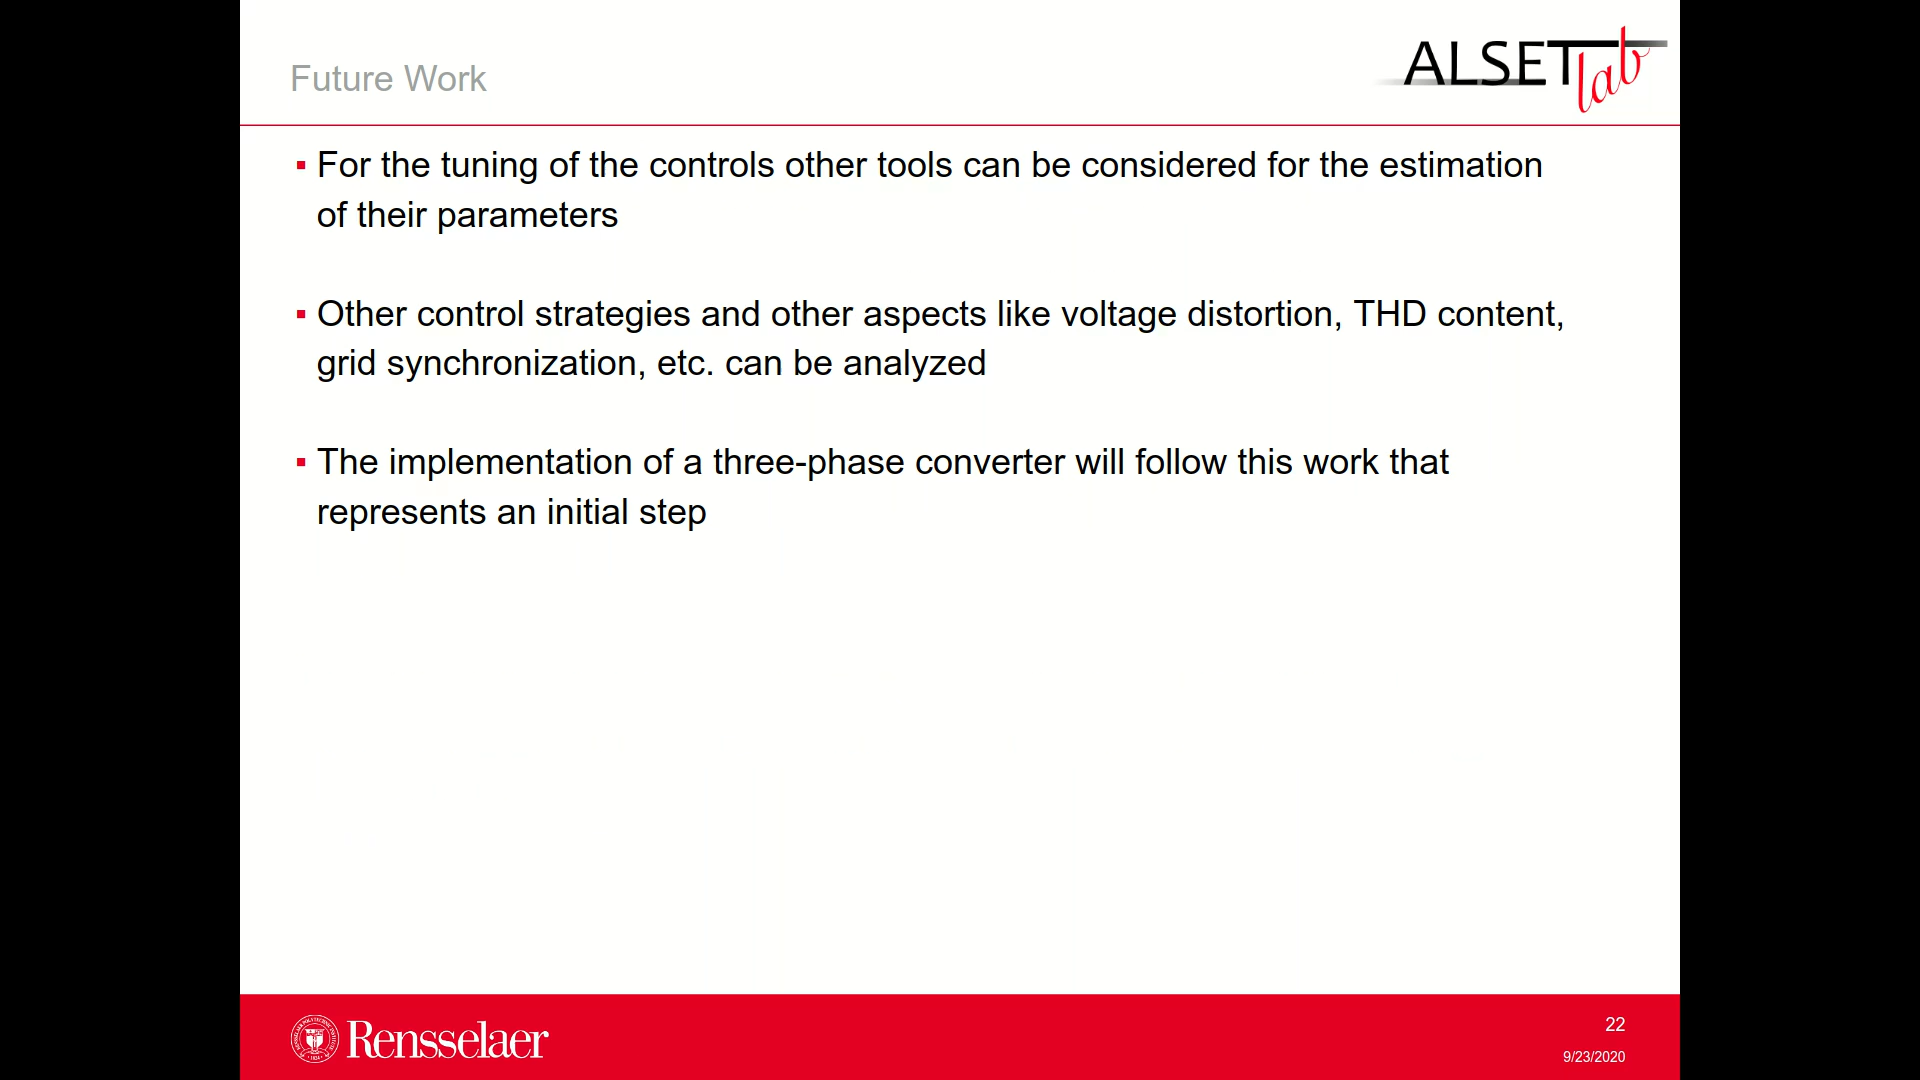 Future Work
ALSETlab
▪ For the tuning of the controls other tools can be considered for the estimation
of their parameters
▪ Other control strategies and other aspects like voltage distortion, THD content,
grid synchronization, etc. can be analyzed
▪ The implementation of a three-phase converter will follow this work that
represents an initial step
Rensselaer
22
9/23/2020